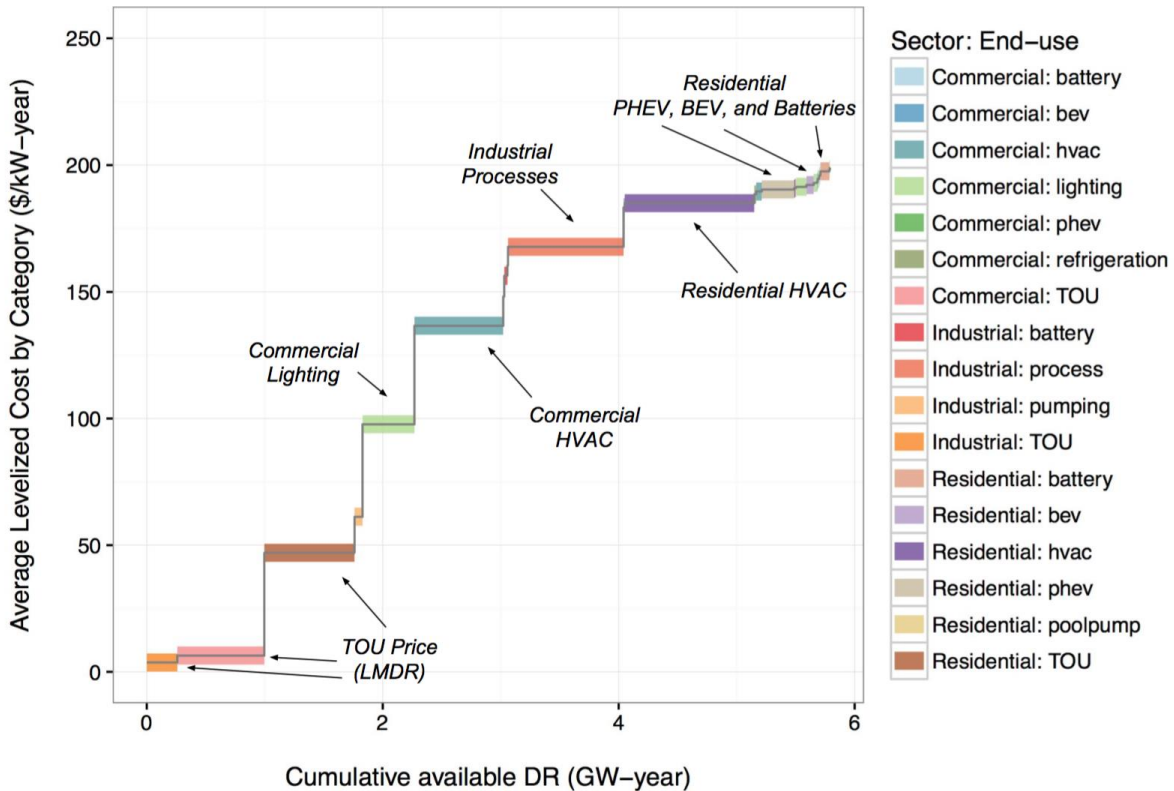 Average Levelized Cost by Category ($/kW−year)
250
200
150
100
50
0
0
2
4
6
Cumulative available DR (GW−year)
Residential
PHEV, BEV, and Batteries
Industrial
Processes
Residential HVAC
Commercial
Lighting
Commercial
HVAC
TOU Price
(LMDR)
Sector: End−use
Commercial: battery
Commercial: bev
Commercial: hvac
Commercial: lighting
Commercial: phev
Commercial: refrigeration
Commercial: TOU
Industrial: battery
Industrial: process
Industrial: pumping
Industrial: TOU
Residential: battery
Residential: bev
Residential: hvac
Residential: phev
Residential: poolpump
Residential: TOU